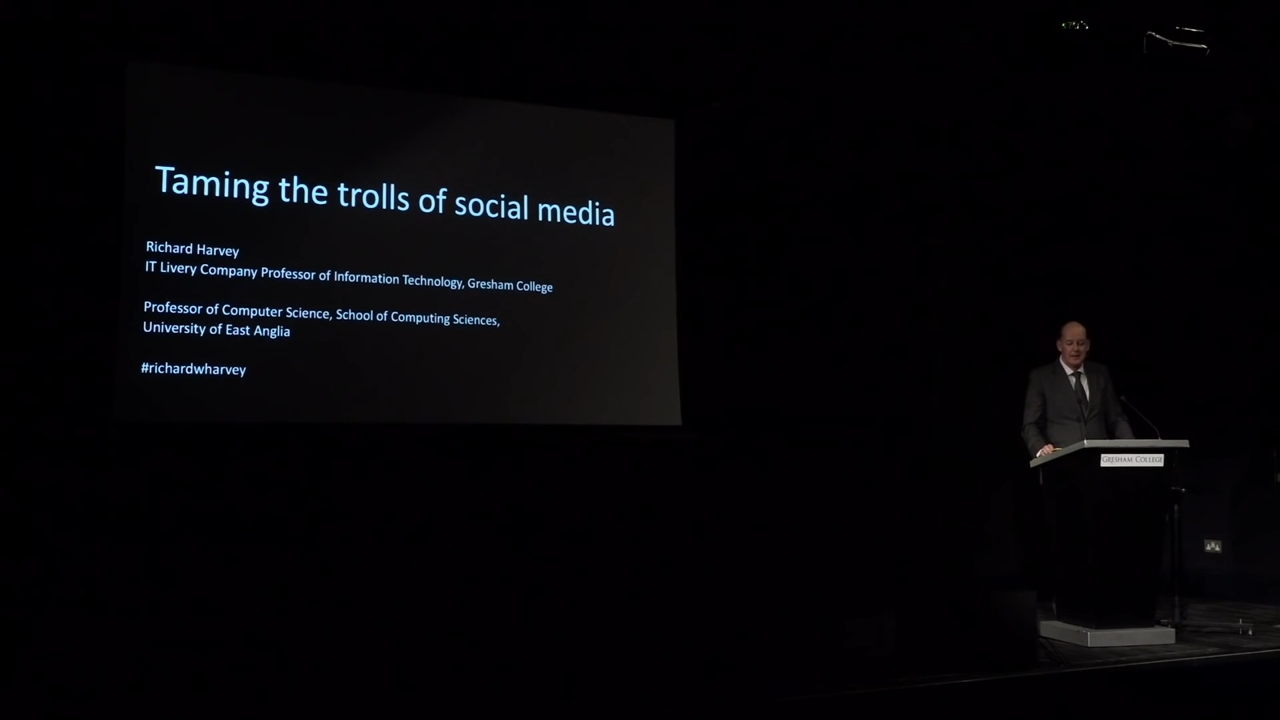 Taming the trolls of social media
Richard Harvey
IT Livery Company Professor of Information Technology, Gresham College
Professor of Computer Science, School of Computing Sciences,
University of East Anglia
#richardwharvey
GRESHAM COLLEGE